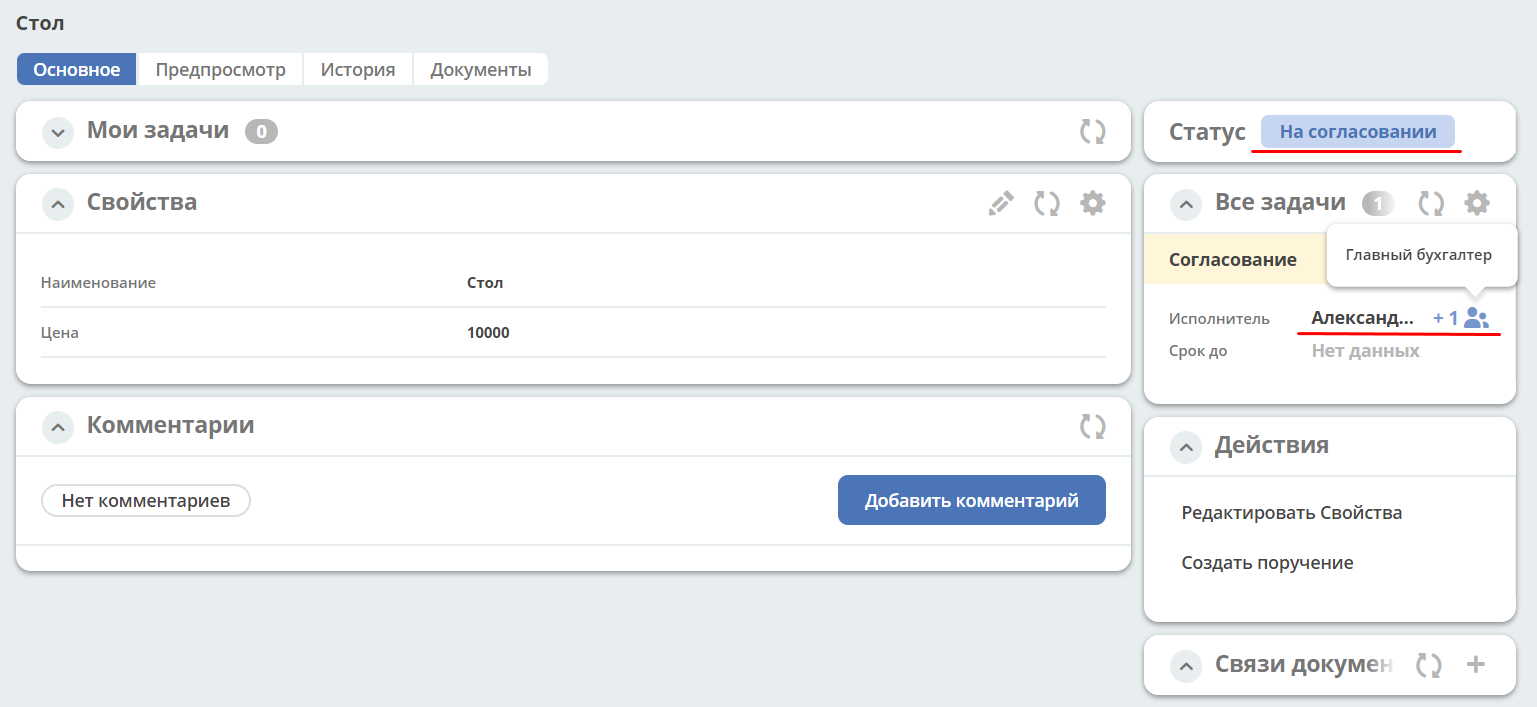 Стол
Основное Предпросмотр История Документы
Мои задачи 0
Свойства
Наименование Стол
Цена 10000
Комментарии
Нет комментариев Добавить комментарий
Статус На согласовании
Все задачи 1
Согласование Главный бухгалтер
Исполнитель Александ... + 1
Срок до Нет данных
Действия
Редактировать Свойства
Создать поручение
Связи докумен